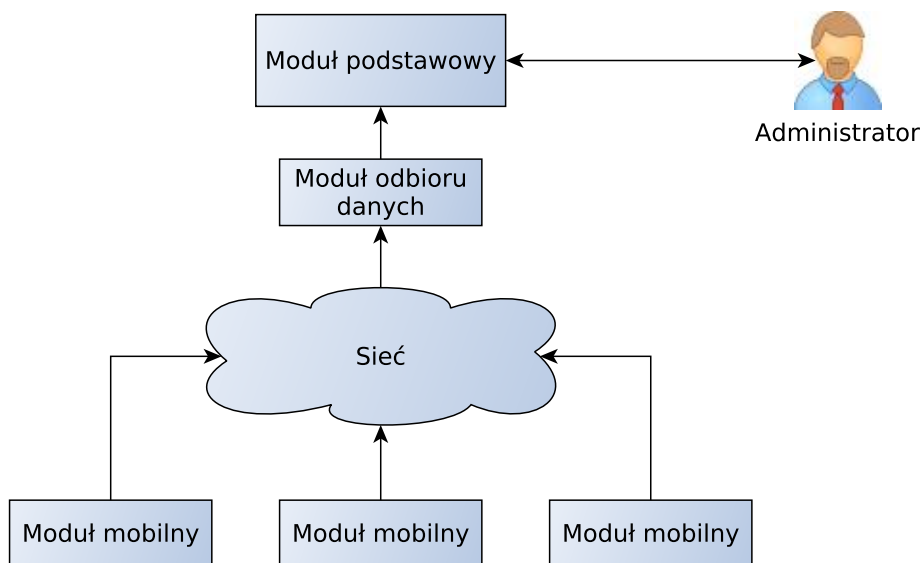 Moduł podstawowy
Administrator
Moduł odbioru
danych
Sieć
Moduł mobilny
Moduł mobilny
Moduł mobilny